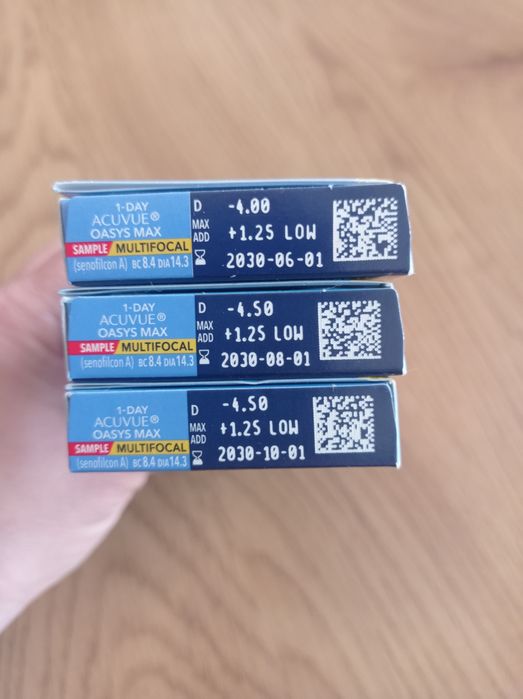 1-DAY
ACUVUE®
OASYS MAX
SAMPLE MULTIFOCAL
(senofilcon A) BC 8.4 DIA 14.3
D -4.00
MAX ADD +1.25 LOW
2030-06-01
1-DAY
ACUVUE®
OASYS MAX
SAMPLE MULTIFOCAL
(senofilcon A) BC 8.4 DIA 14.3
D -4.50
MAX ADD +1.25 LOW
2030-08-01
1-DAY
ACUVUE®
OASYS MAX
SAMPLE MULTIFOCAL
(senofilcon A) BC 8.4 DIA 14.3
D -4.50
MAX ADD +1.25 LOW
2030-10-01